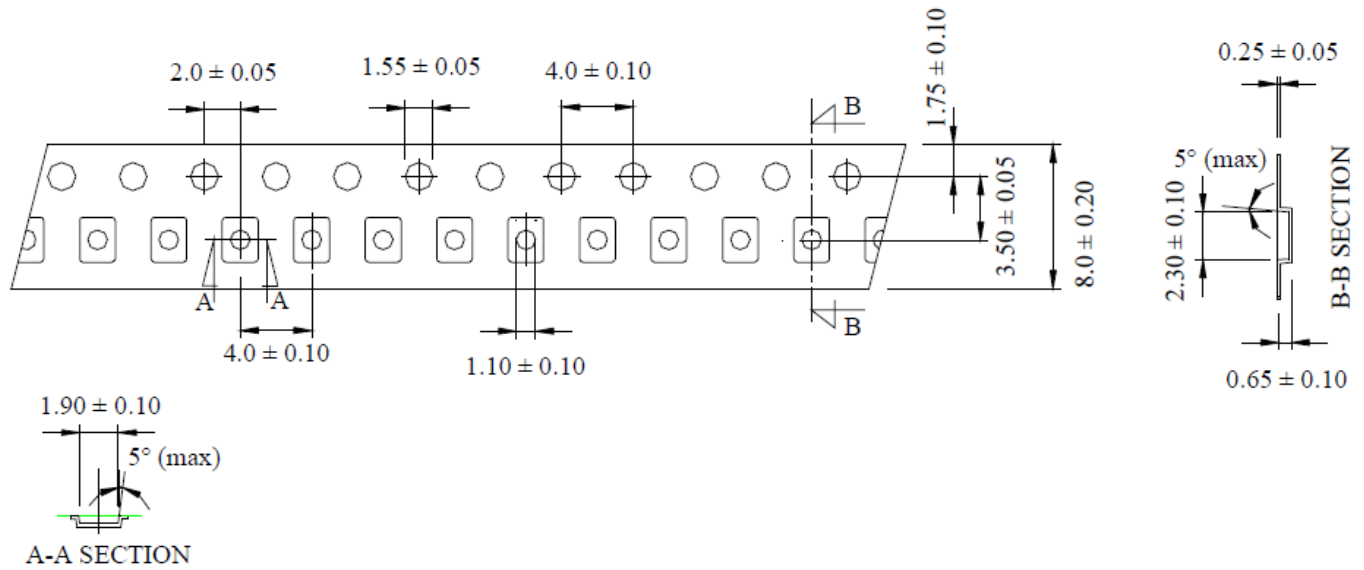 2.0 ± 0.05
1.55 ± 0.05
4.0 ± 0.10
1.75 ± 0.10
B
3.50 ± 0.05
8.0 ± 0.20
A
A
B
4.0 ± 0.10
1.10 ± 0.10
0.25 ± 0.05
5° (max)
2.30 ± 0.10
B-B SECTION
0.65 ± 0.10
1.90 ± 0.10
5° (max)
A-A SECTION